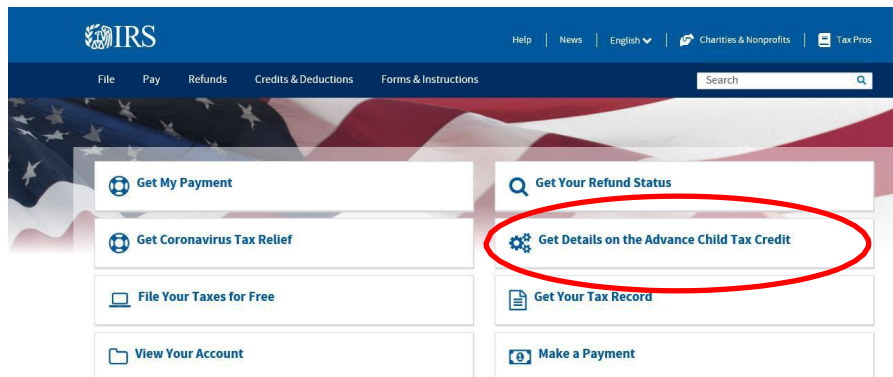 IRS
Help | News | English | Charities & Nonprofits | Tax Pros
File Pay Refunds Credits & Deductions Forms & Instructions Search
Get My Payment
Get Your Refund Status
Get Coronavirus Tax Relief
Get Details on the Advance Child Tax Credit
File Your Taxes for Free
Get Your Tax Record
View Your Account
Make a Payment